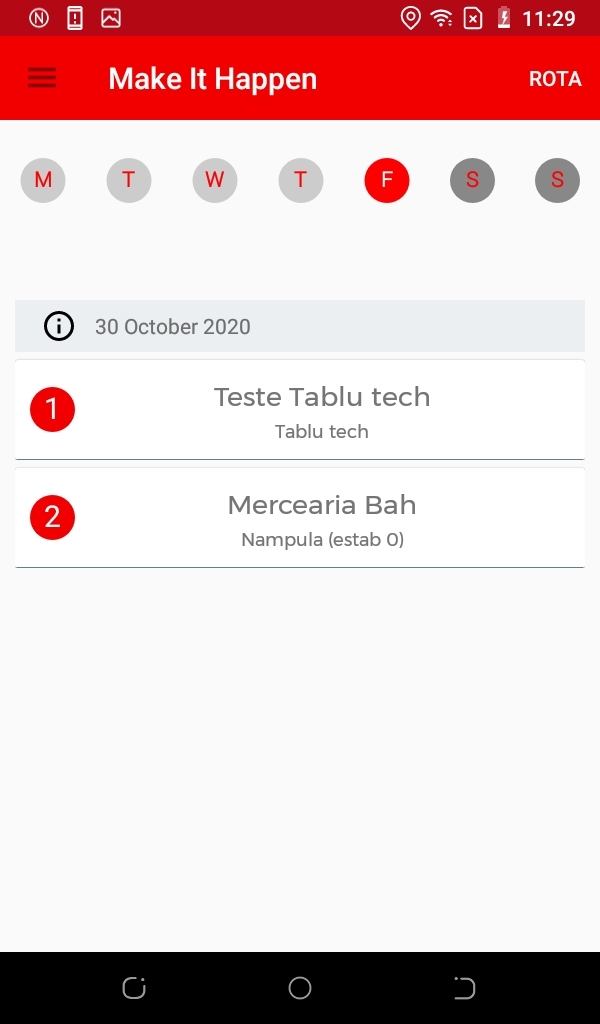 11:29
Make It Happen
ROTA
M T W T F S S
30 October 2020
1
Teste Tablu tech
Tablu tech
2
Mercearia Bah
Nampula (estab 0)